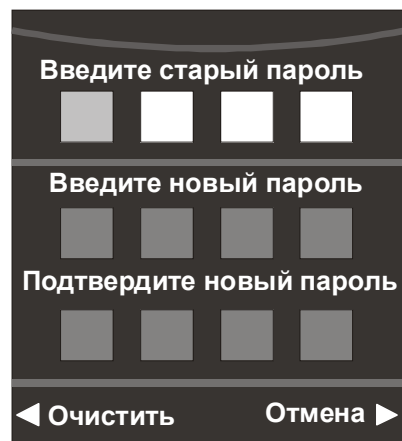 Введите старый пароль
Введите новый пароль
Подтвердите новый пароль
Очистить Отмена